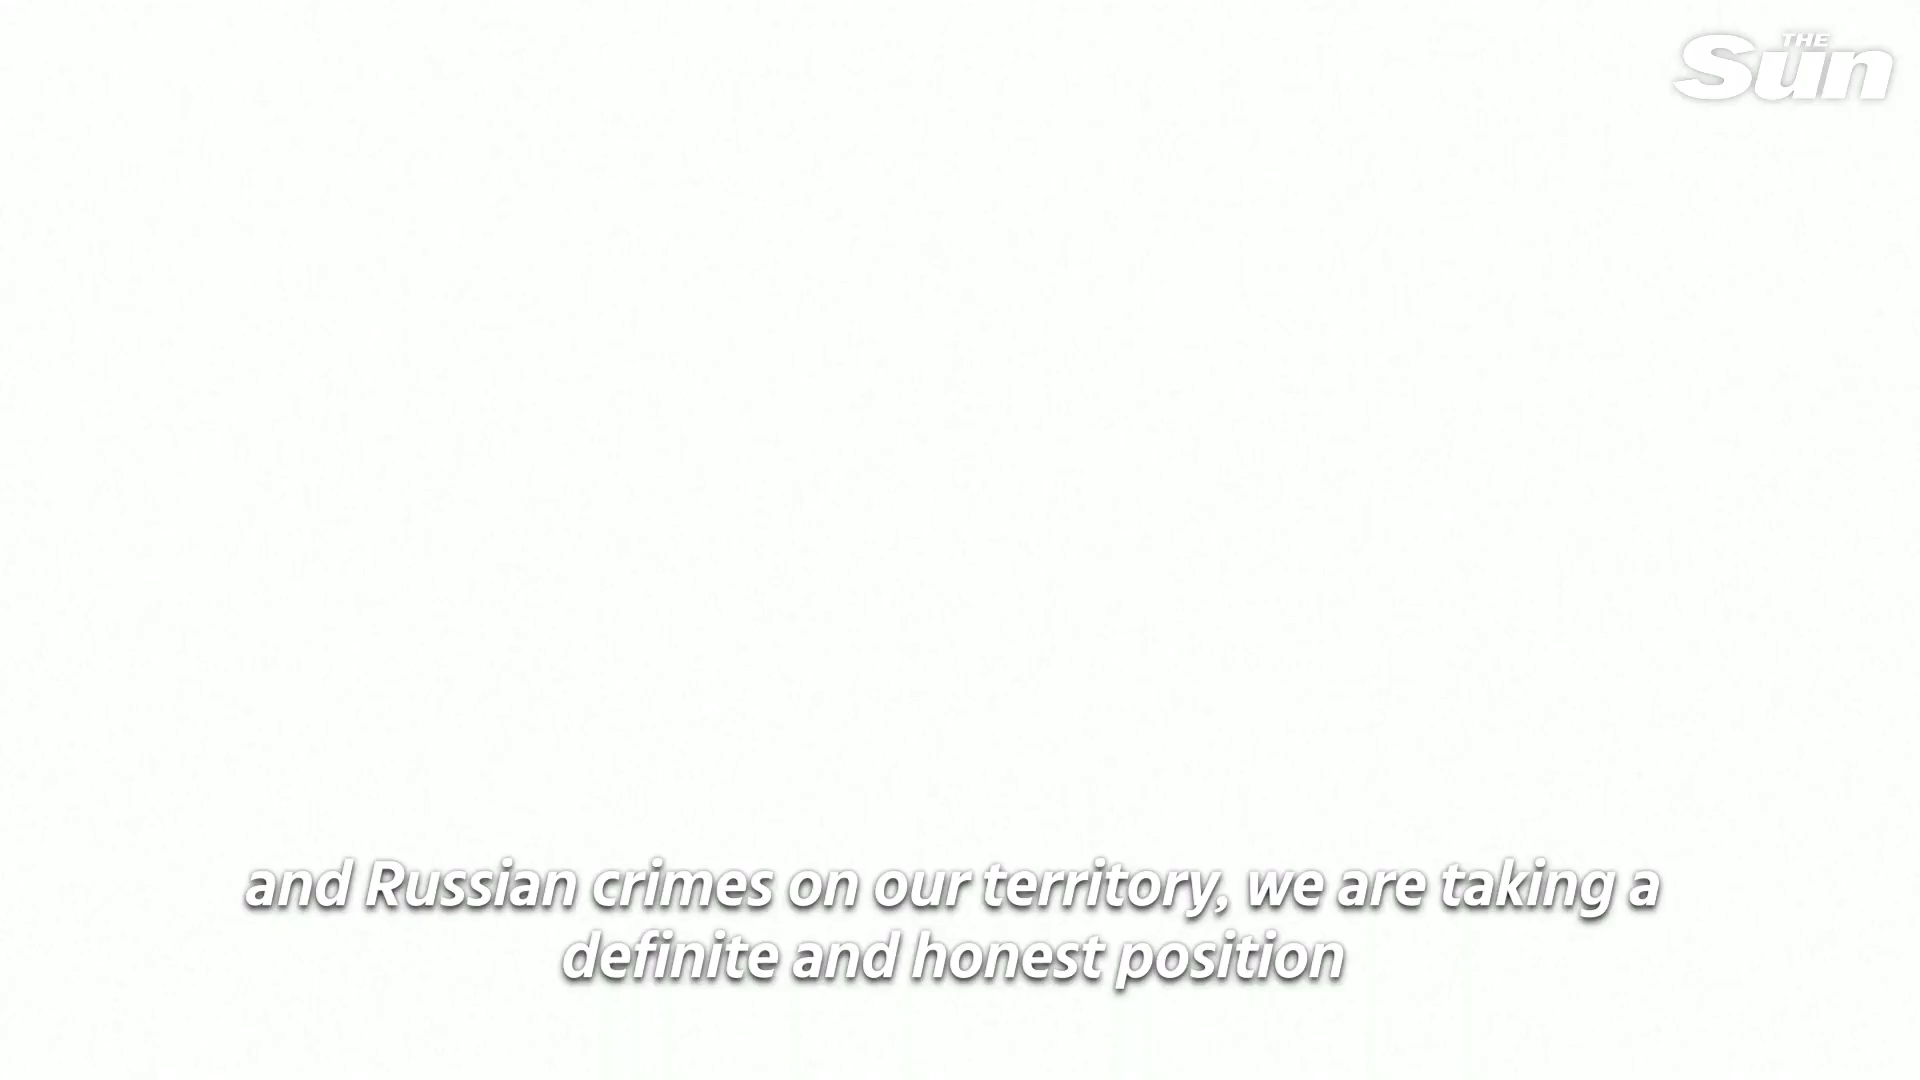 THE
Sun
and Russian crimes on our territory, we are taking a
definite and honest position